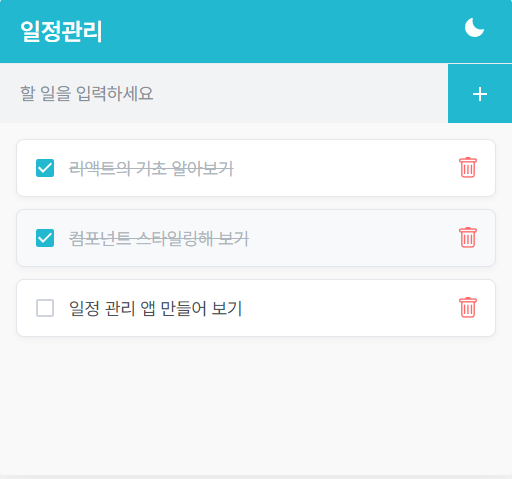 일정관리
할 일을 입력하세요
리액트의 기초 알아보기
컴포넌트 스타일링해 보기
일정 관리 앱 만들어 보기